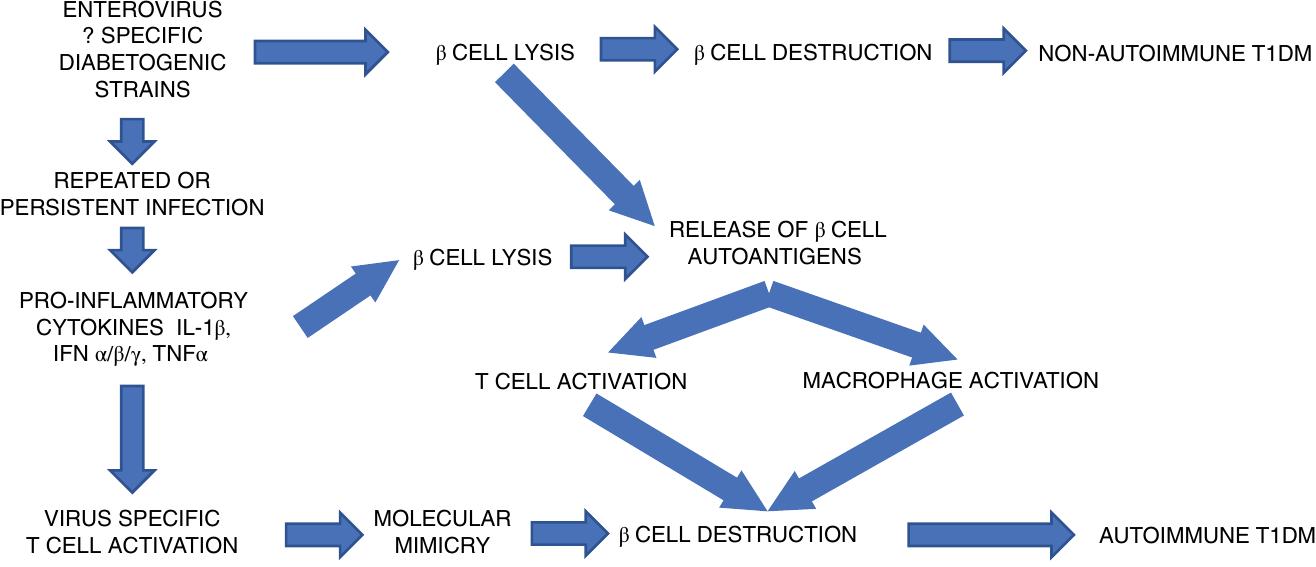 ENTEROVIRUS
? SPECIFIC
DIABETOGENIC
STRAINS
β CELL LYSIS
β CELL DESTRUCTION
NON-AUTOIMMUNE T1DM
REPEATED OR
PERSISTENT INFECTION
β CELL LYSIS
RELEASE OF β CELL
AUTOANTIGENS
PRO-INFLAMMATORY
CYTOKINES IL-1β,
IFN α/β/γ, TNFα
T CELL ACTIVATION
MACROPHAGE ACTIVATION
VIRUS SPECIFIC
T CELL ACTIVATION
MOLECULAR
MIMICRY
β CELL DESTRUCTION
AUTOIMMUNE T1DM